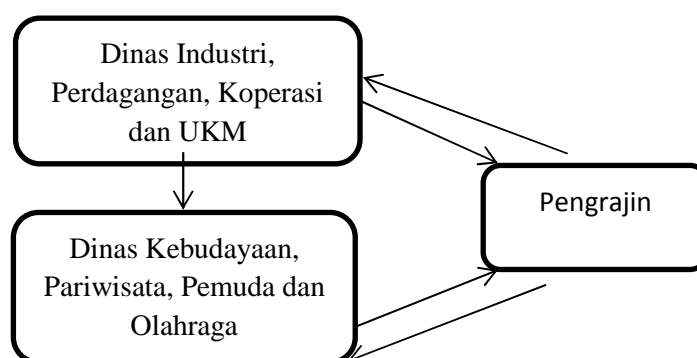 Dinas Industri,
Perdagangan, Koperasi
dan UKM
Pengrajin
Dinas Kebudayaan,
Pariwisata, Pemuda dan
Olahraga